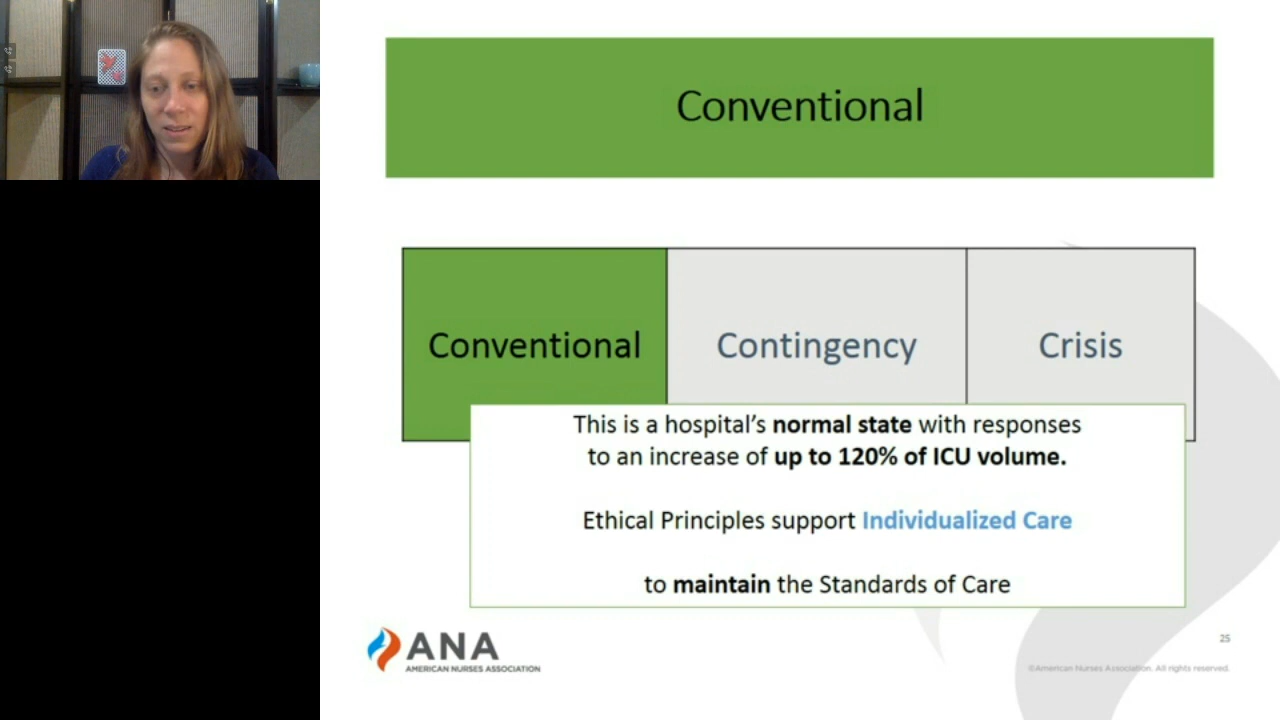 Conventional
Conventional
Contingency
Crisis
This is a hospital's normal state with responses
to an increase of up to 120% of ICU volume.
Ethical Principles support Individualized Care
to maintain the Standards of Care
ANA
AMERICAN NURSES ASSOCIATION
25
©American Nurses Association. All rights reserved.